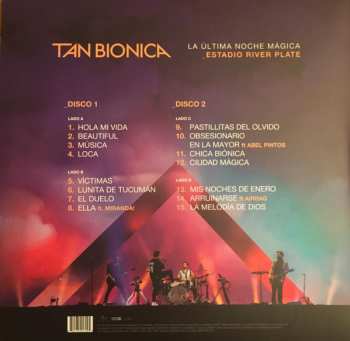 TAN BIONICA
LA ÚLTIMA NOCHE MÁGICA
_ESTADIO RIVER PLATE
_DISCO 1
LADO A
1. HOLA MI VIDA
2. BEAUTIFUL
3. MÚSICA
4. LOCA
LADO B
5. VÍCTIMAS
6. LUNITA DE TUCUMÁN
7. EL DUELO
8. ELLA ft. MIRANDA!
_DISCO 2
LADO C
9. PASTILLITAS DEL OLVIDO
10. OBSESIONARIO
EN LA MAYOR ft ABEL PINTOS
11. CHICA BIÓNICA
12. CIUDAD MÁGICA
LADO D
13. MIS NOCHES DE ENERO
14. ARRUINARSE ft AIRBAG
15. LA MELODÍA DE DIOS